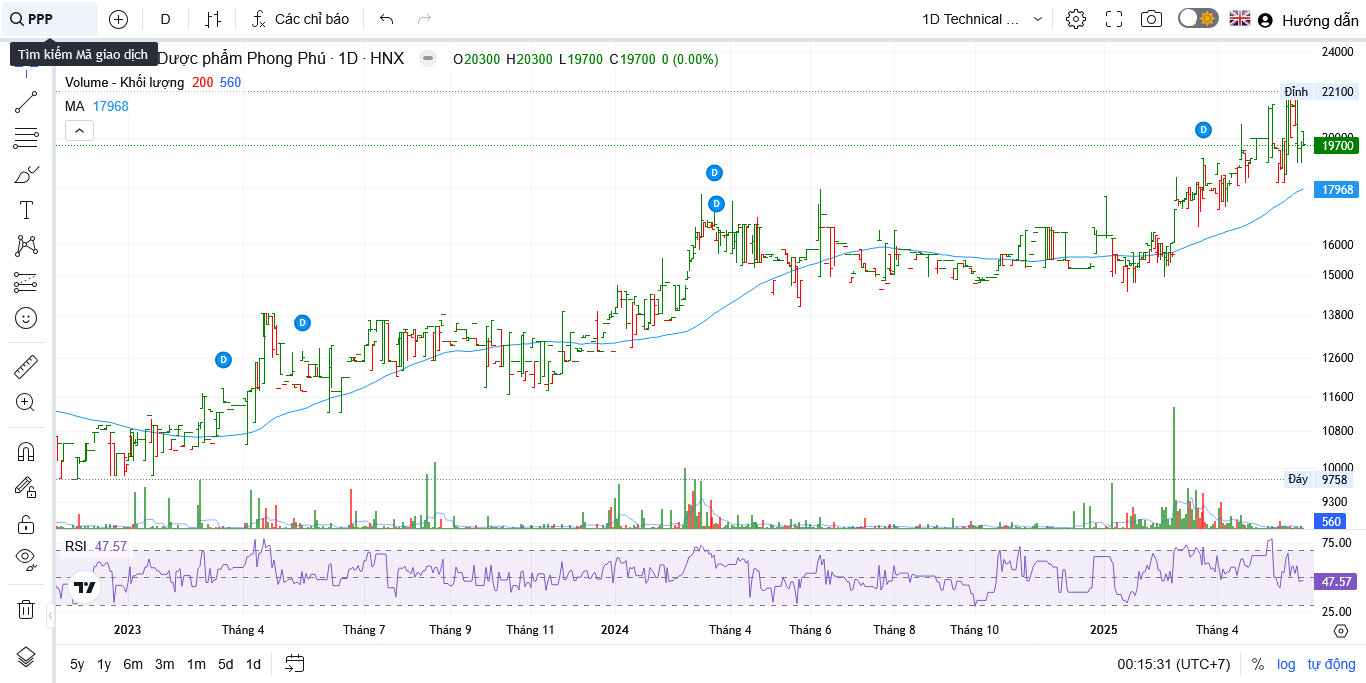 PPP
D
Các chỉ báo
1D Technical ...
Hướng dẫn
Tìm kiếm Mã giao dịch
Dược phẩm Phong Phú · 1D · HNX
O20300 H20300 L19700 C19700 0 (0.00%)
Volume - Khối lượng 200 560
MA 17968
24000
Đỉnh 22100
20000
19700
17968
16000
15000
13800
12600
11600
10800
10000
Đáy 9758
9300
560
D
D
D
D
D
RSI 47.57
75.00
47.57
25.00
2023
Tháng 4
Tháng 7
Tháng 9
Tháng 11
2024
Tháng 4
Tháng 6
Tháng 8
Tháng 10
2025
Tháng 4
5y 1y 6m 3m 1m 5d 1d
00:15:31 (UTC+7)
% log tự động